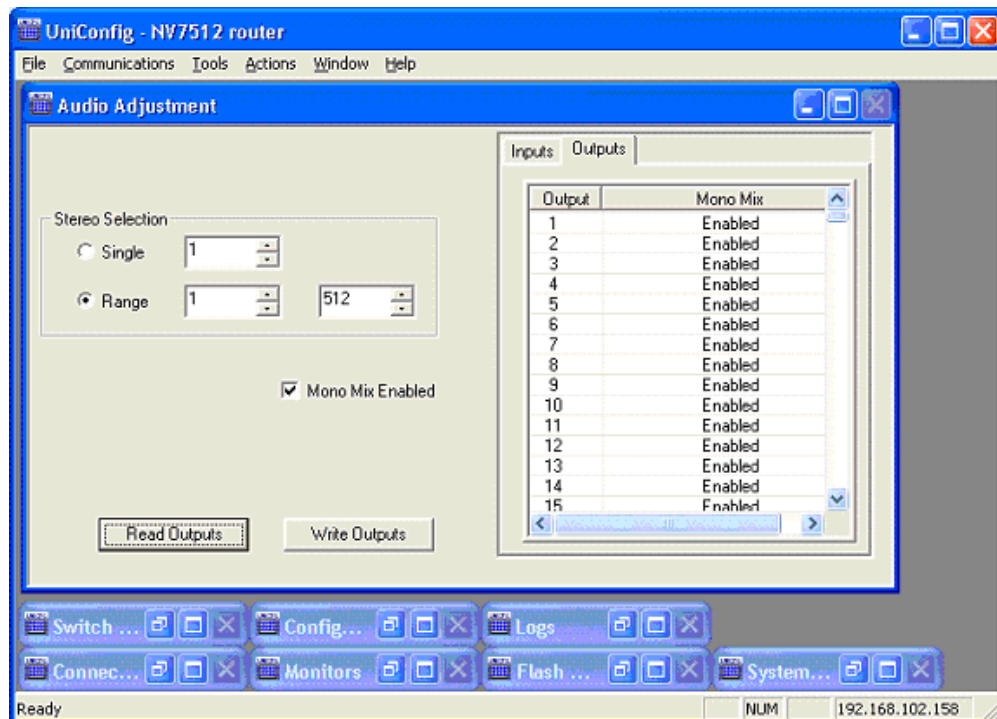 UniConfig - NV7512 router
File Communications Tools Actions Window Help
Audio Adjustment
Inputs Outputs
Stereo Selection
Single 1
Range 1 512
Mono Mix Enabled
Read Outputs Write Outputs
Output Mono Mix
1 Enabled
2 Enabled
3 Enabled
4 Enabled
5 Enabled
6 Enabled
7 Enabled
8 Enabled
9 Enabled
10 Enabled
11 Enabled
12 Enabled
13 Enabled
14 Enabled
15 Enabled
Switch ... Config... Logs
Connec... Monitors Flash ... System...
Ready NUM 192.168.102.158